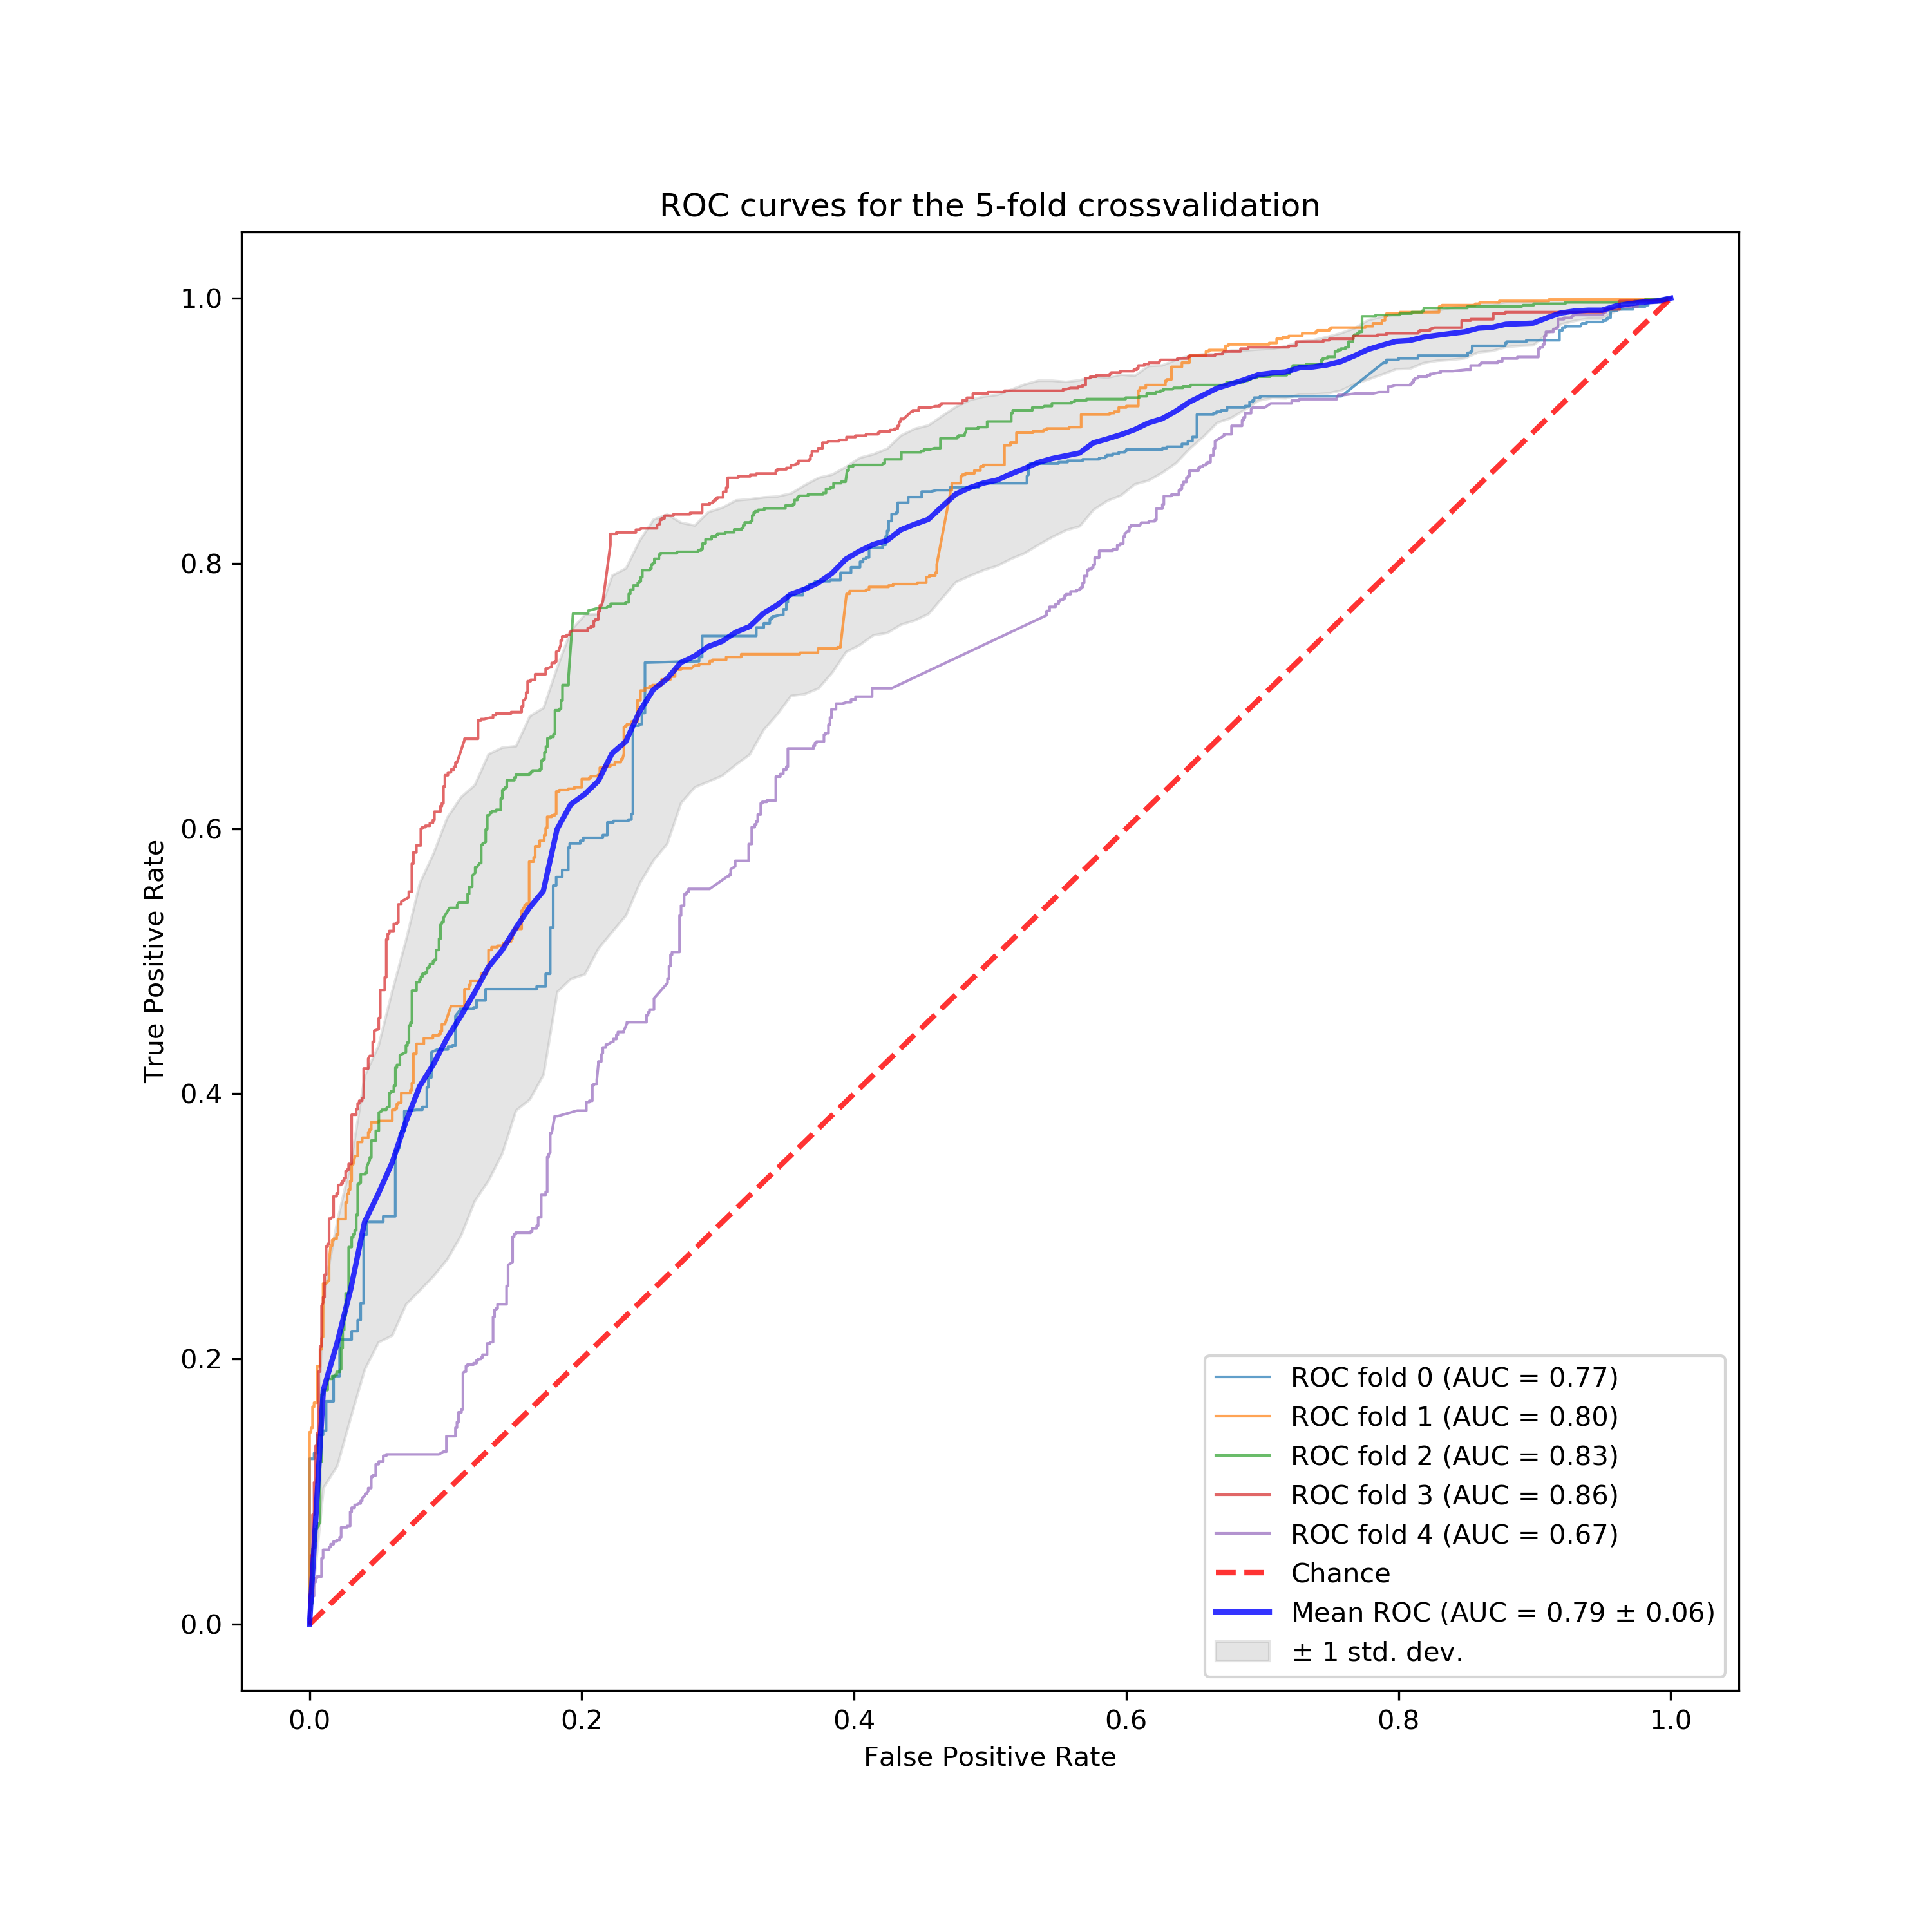 ROC curves for the 5-fold crossvalidation
True Positive Rate
1.0
0.8
0.6
0.4
0.2
0.0
0.0 0.2 0.4 0.6 0.8 1.0
False Positive Rate
ROC fold 0 (AUC = 0.77)
ROC fold 1 (AUC = 0.80)
ROC fold 2 (AUC = 0.83)
ROC fold 3 (AUC = 0.86)
ROC fold 4 (AUC = 0.67)
Chance
Mean ROC (AUC = 0.79 ± 0.06)
± 1 std. dev.